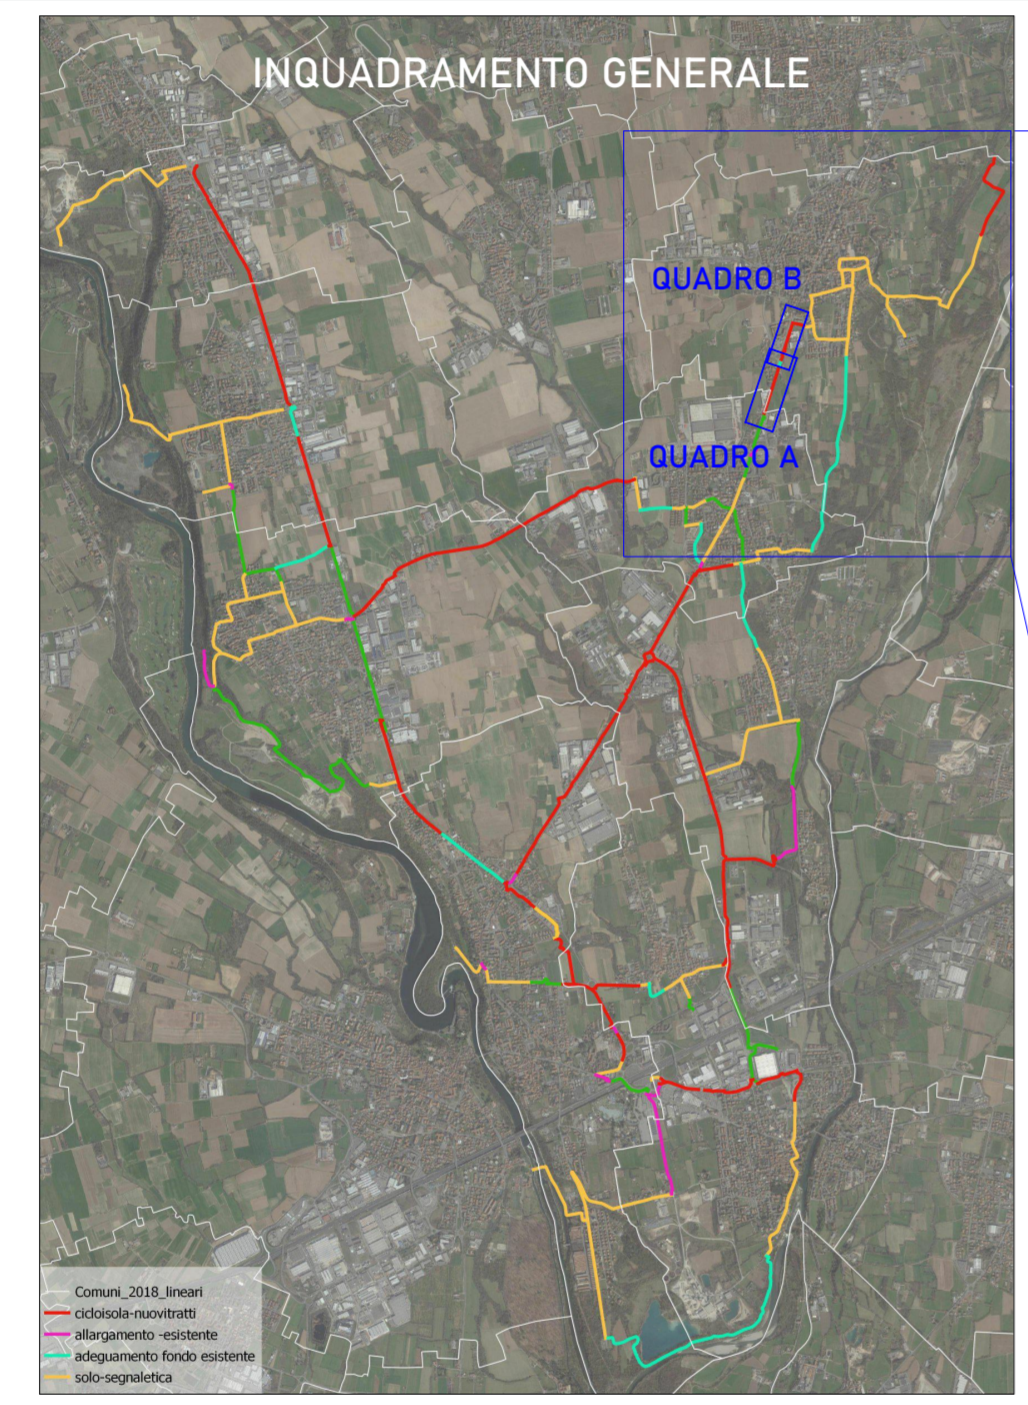 INQUADRAMENTO GENERALE
QUADRO B
QUADRO A
Comuni_2018_lineari
cicloisola-nuovitratti
allargamento -esistente
adeguamento fondo esistente
solo-segnaletica